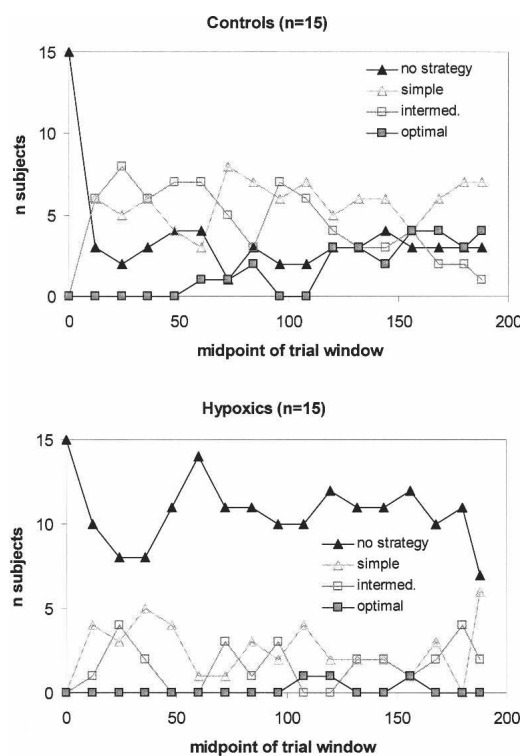 Controls (n=15)
15
10
5
0
n subjects
no strategy
simple
intermed.
optimal
0 50 100 150 200
midpoint of trial window
Hypoxics (n=15)
15
10
5
0
n subjects
no strategy
simple
intermed.
optimal
0 50 100 150 200
midpoint of trial window